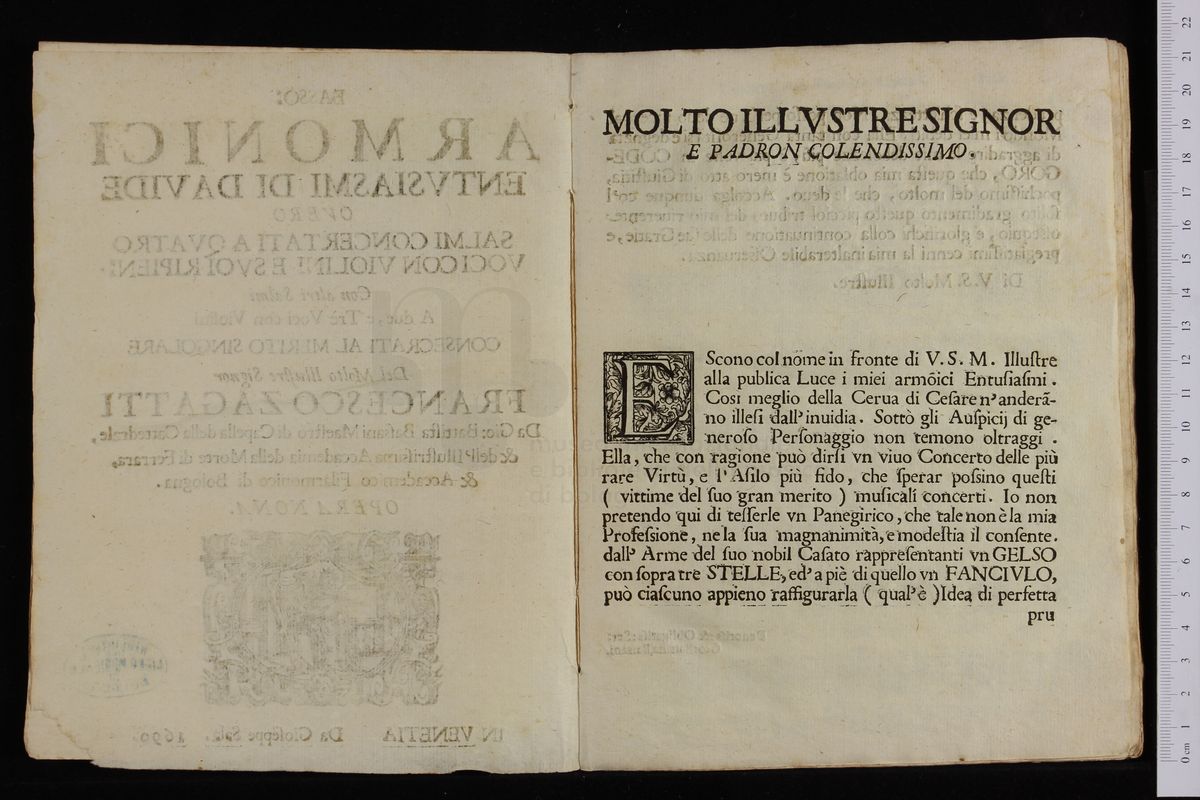 BASSO.
ARMONICI
ENTVSIASMI DI DAVIDE
OVERO
SALMI CONCERTATI A QVATRO
VOCI CON VIOLINI E SVOI RIPIENI
Con altri Salmi
A due, e Trè Voci con Violini
CONSECRATI AL MERITO SINGOLARE
Del Molto Illustre Signor
FRANCESCO ZAGATTI
Da Gio: Battista Bassani Maestro di Capella della Cattedrale,
& dell'Illustrissima Accademia della Morte di Ferrara,
& Accademico Filarmonico di Bologna.
OPERA NONA.
IN VENETIA Da Gioseppe Sala. 1690.
MOLTO ILLVSTRE SIGNOR
E PADRON COLENDISSIMO.
EScono col nõme in fronte di V. S. M. Illuſtre
alla publica Luce i miei armõici Entuſiaſmi.
Cosi meglio della Cerua di Ceſare n'anderã-
no illeſi dall'inuidia. Sottò gli Auſpicij di ge-
neroſo Perſonaggio non temono oltraggi.
Ella, che con ragione può dirſi vn viuo Concerto delle più
rare Virtù, e l'Aſilo più fido, che ſperar poſſino queſti
( vittime del ſuo gran merito ) muſicali concerti. Io non
pretendo qui di teſſerle vn Panegirico, che tale non è la mia
Profeſsione, ne la ſua magnanimità, e modeſtia il conſente.
dall' Arme del ſuo nobil Caſato rappreſentanti vn GELSO
con ſopra tre STELLE, ed' a piè di quello vn FANCIVLO,
può ciaſcuno appieno raffigurarla ( qual'è ) Idea di perfetta
pru